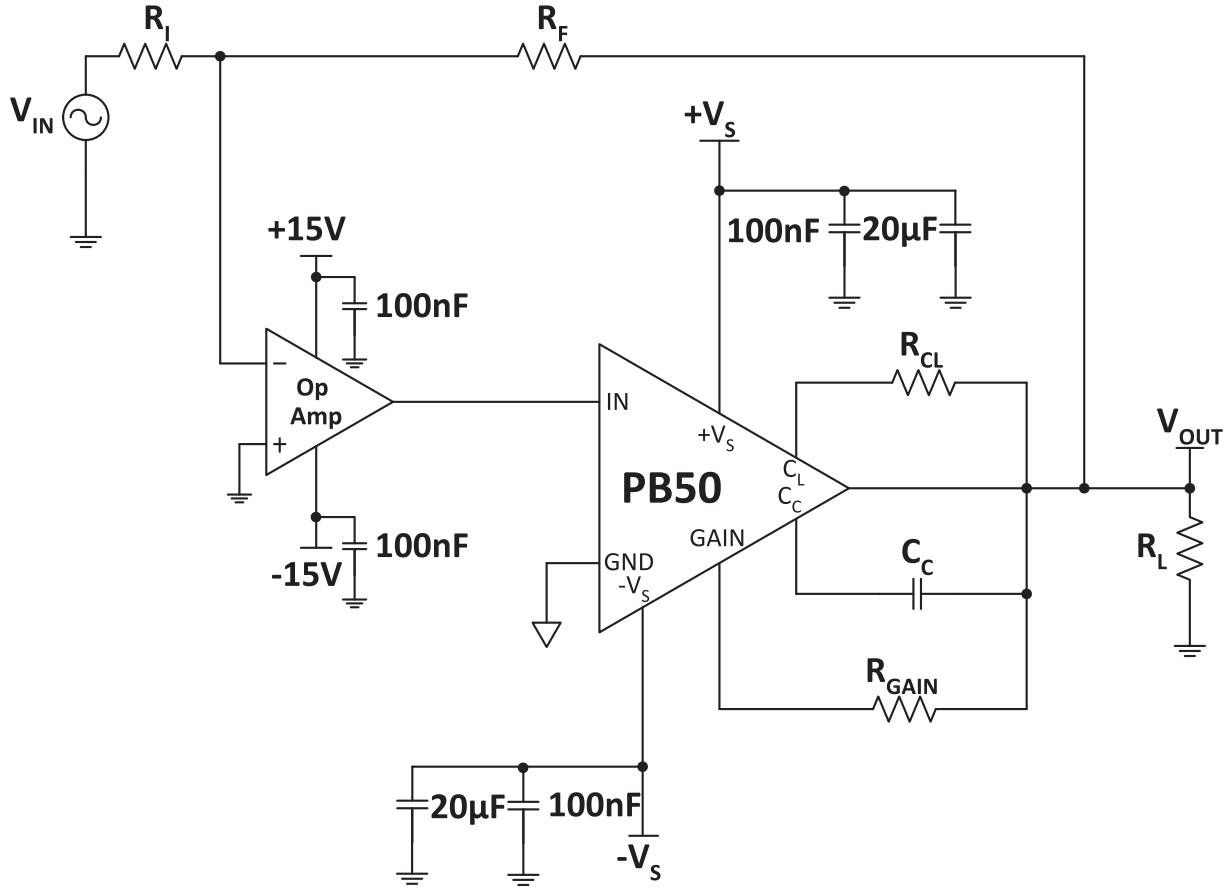 R_I
R_F
V_IN
+V_S
+15V
100nF
20µF
100nF
R_CL
Op
Amp
−
+
IN
+V_S
V_OUT
PB50
C_L
C_C
GAIN
100nF
-15V
GND
-V_S
C_C
R_L
R_GAIN
20µF
100nF
-V_S